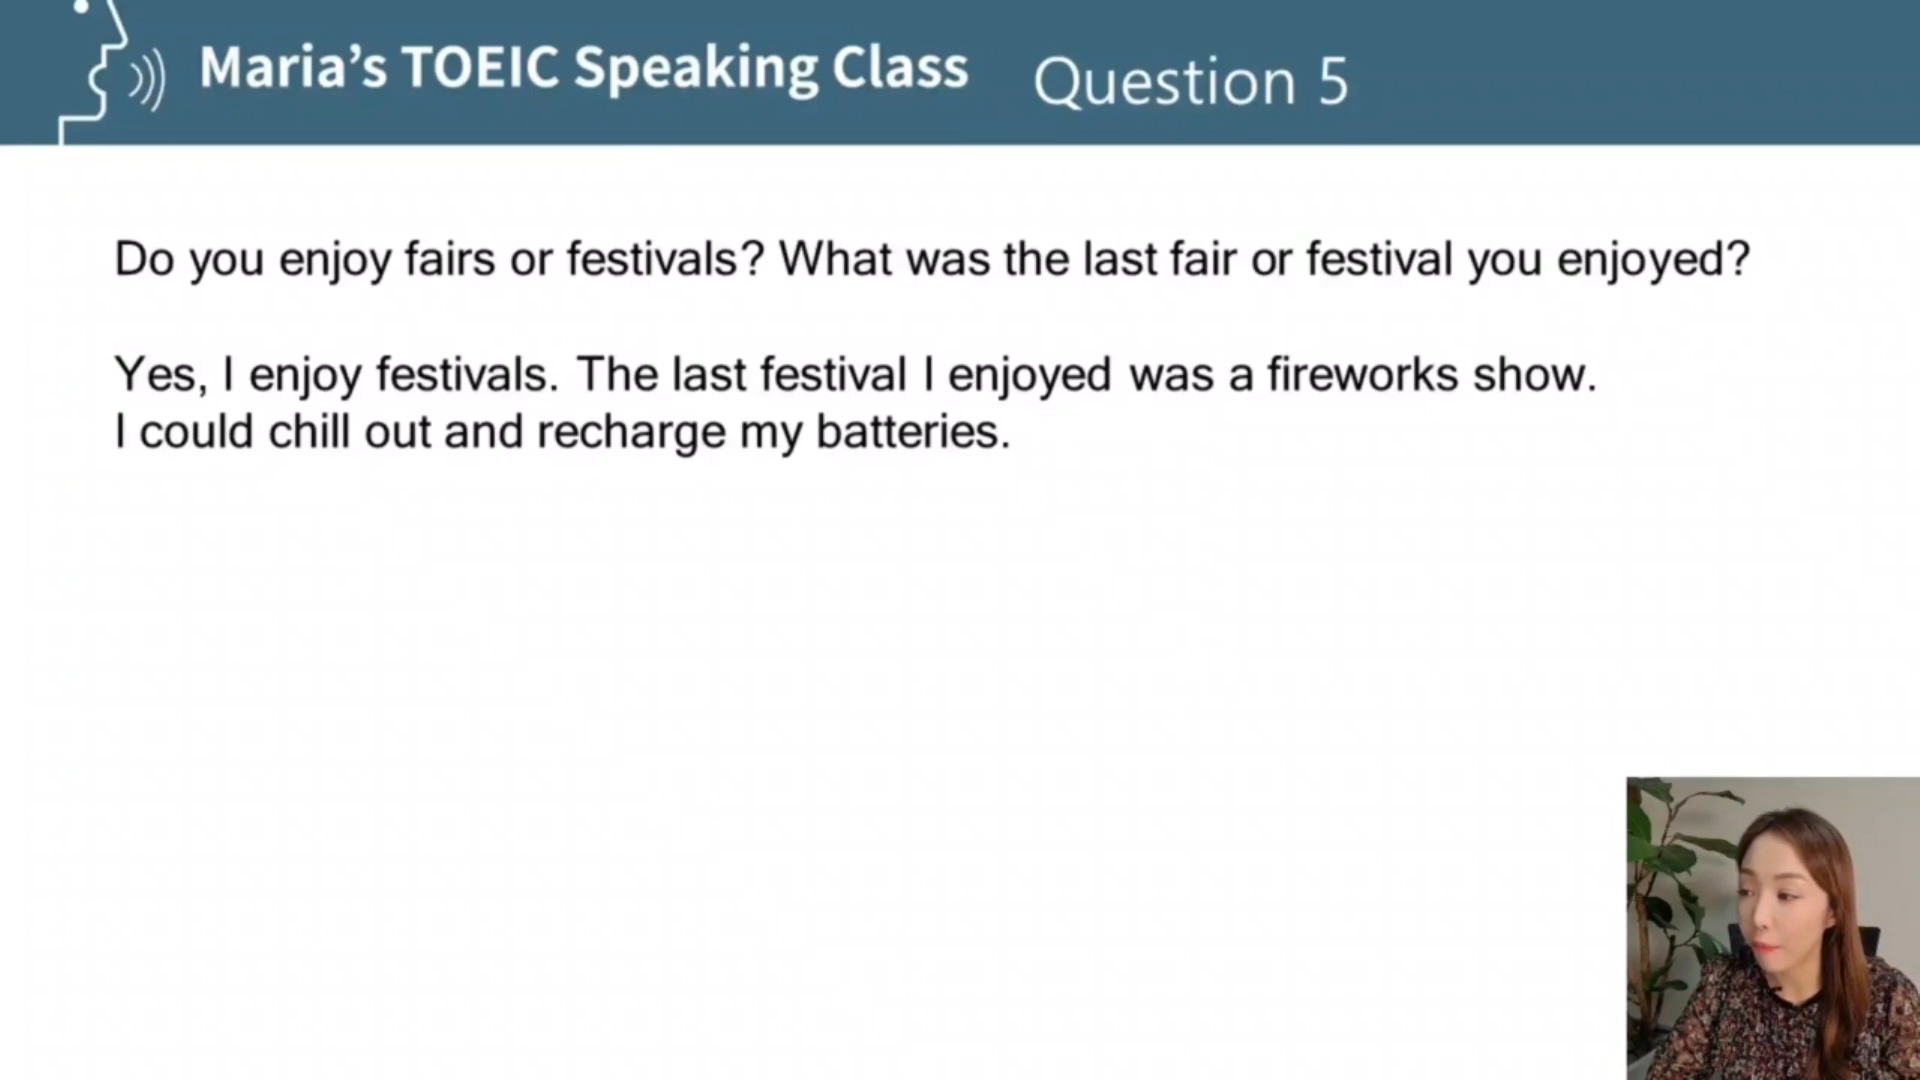 Maria's TOEIC Speaking Class Question 5
Do you enjoy fairs or festivals? What was the last fair or festival you enjoyed?
Yes, I enjoy festivals. The last festival I enjoyed was a fireworks show.
I could chill out and recharge my batteries.